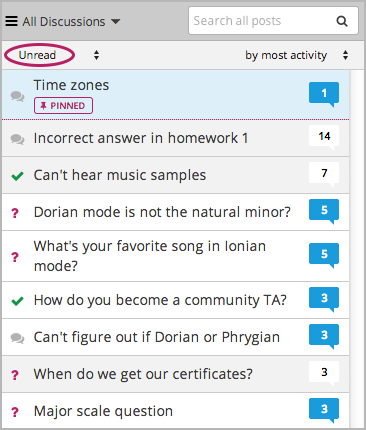 All Discussions
Search all posts
Unread
by most activity
Time zones
1
PINNED
Incorrect answer in homework 1
14
Can't hear music samples
7
Dorian mode is not the natural minor?
5
What's your favorite song in Ionian
mode?
5
How do you become a community TA?
3
Can't figure out if Dorian or Phrygian
3
When do we get our certificates?
3
Major scale question
3